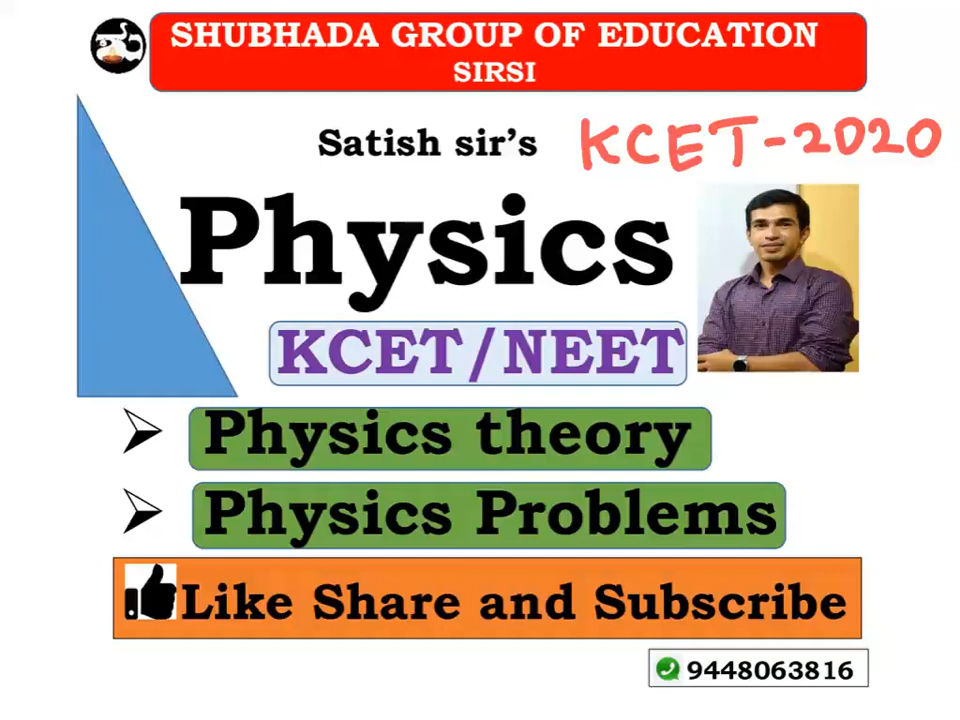 SHUBHADA GROUP OF EDUCATION
SIRSI
Satish sir's KCET-2020
Physics
KCET/NEET
Physics theory
Physics Problems
Like Share and Subscribe
9448063816